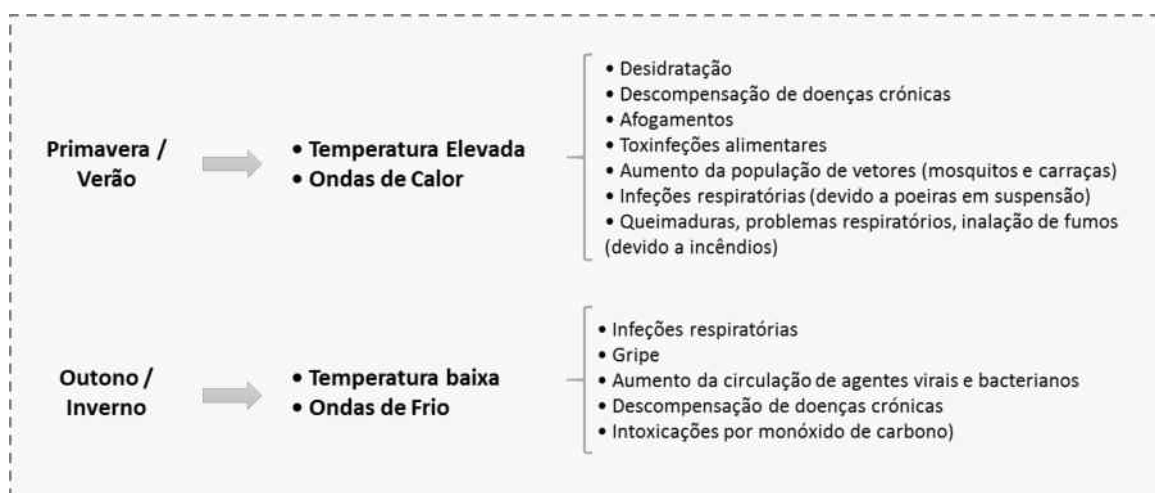 Primavera /
Verão
• Temperatura Elevada
• Ondas de Calor
• Desidratação
• Descompensação de doenças crónicas
• Afogamentos
• Toxinfeções alimentares
• Aumento da população de vetores (mosquitos e carraças)
• Infeções respiratórias (devido a poeiras em suspensão)
• Queimaduras, problemas respiratórios, inalação de fumos
(devido a incêndios)
Outono /
Inverno
• Temperatura baixa
• Ondas de Frio
• Infeções respiratórias
• Gripe
• Aumento da circulação de agentes virais e bacterianos
• Descompensação de doenças crónicas
• Intoxicações por monóxido de carbono)